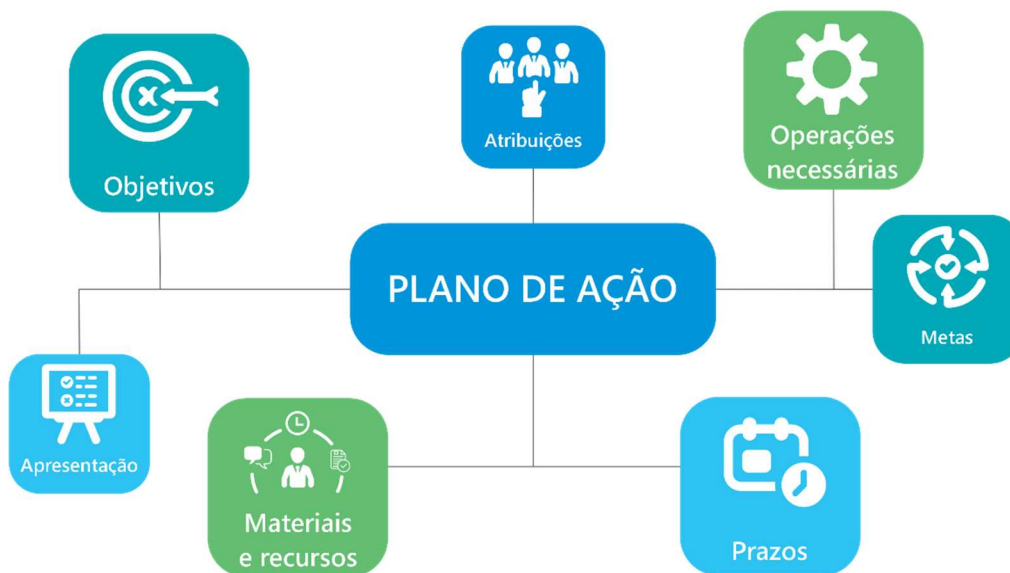 Objetivos
Atribuições
Operações
necessárias
PLANO DE AÇÃO
Metas
Apresentação
Materiais
e recursos
Prazos